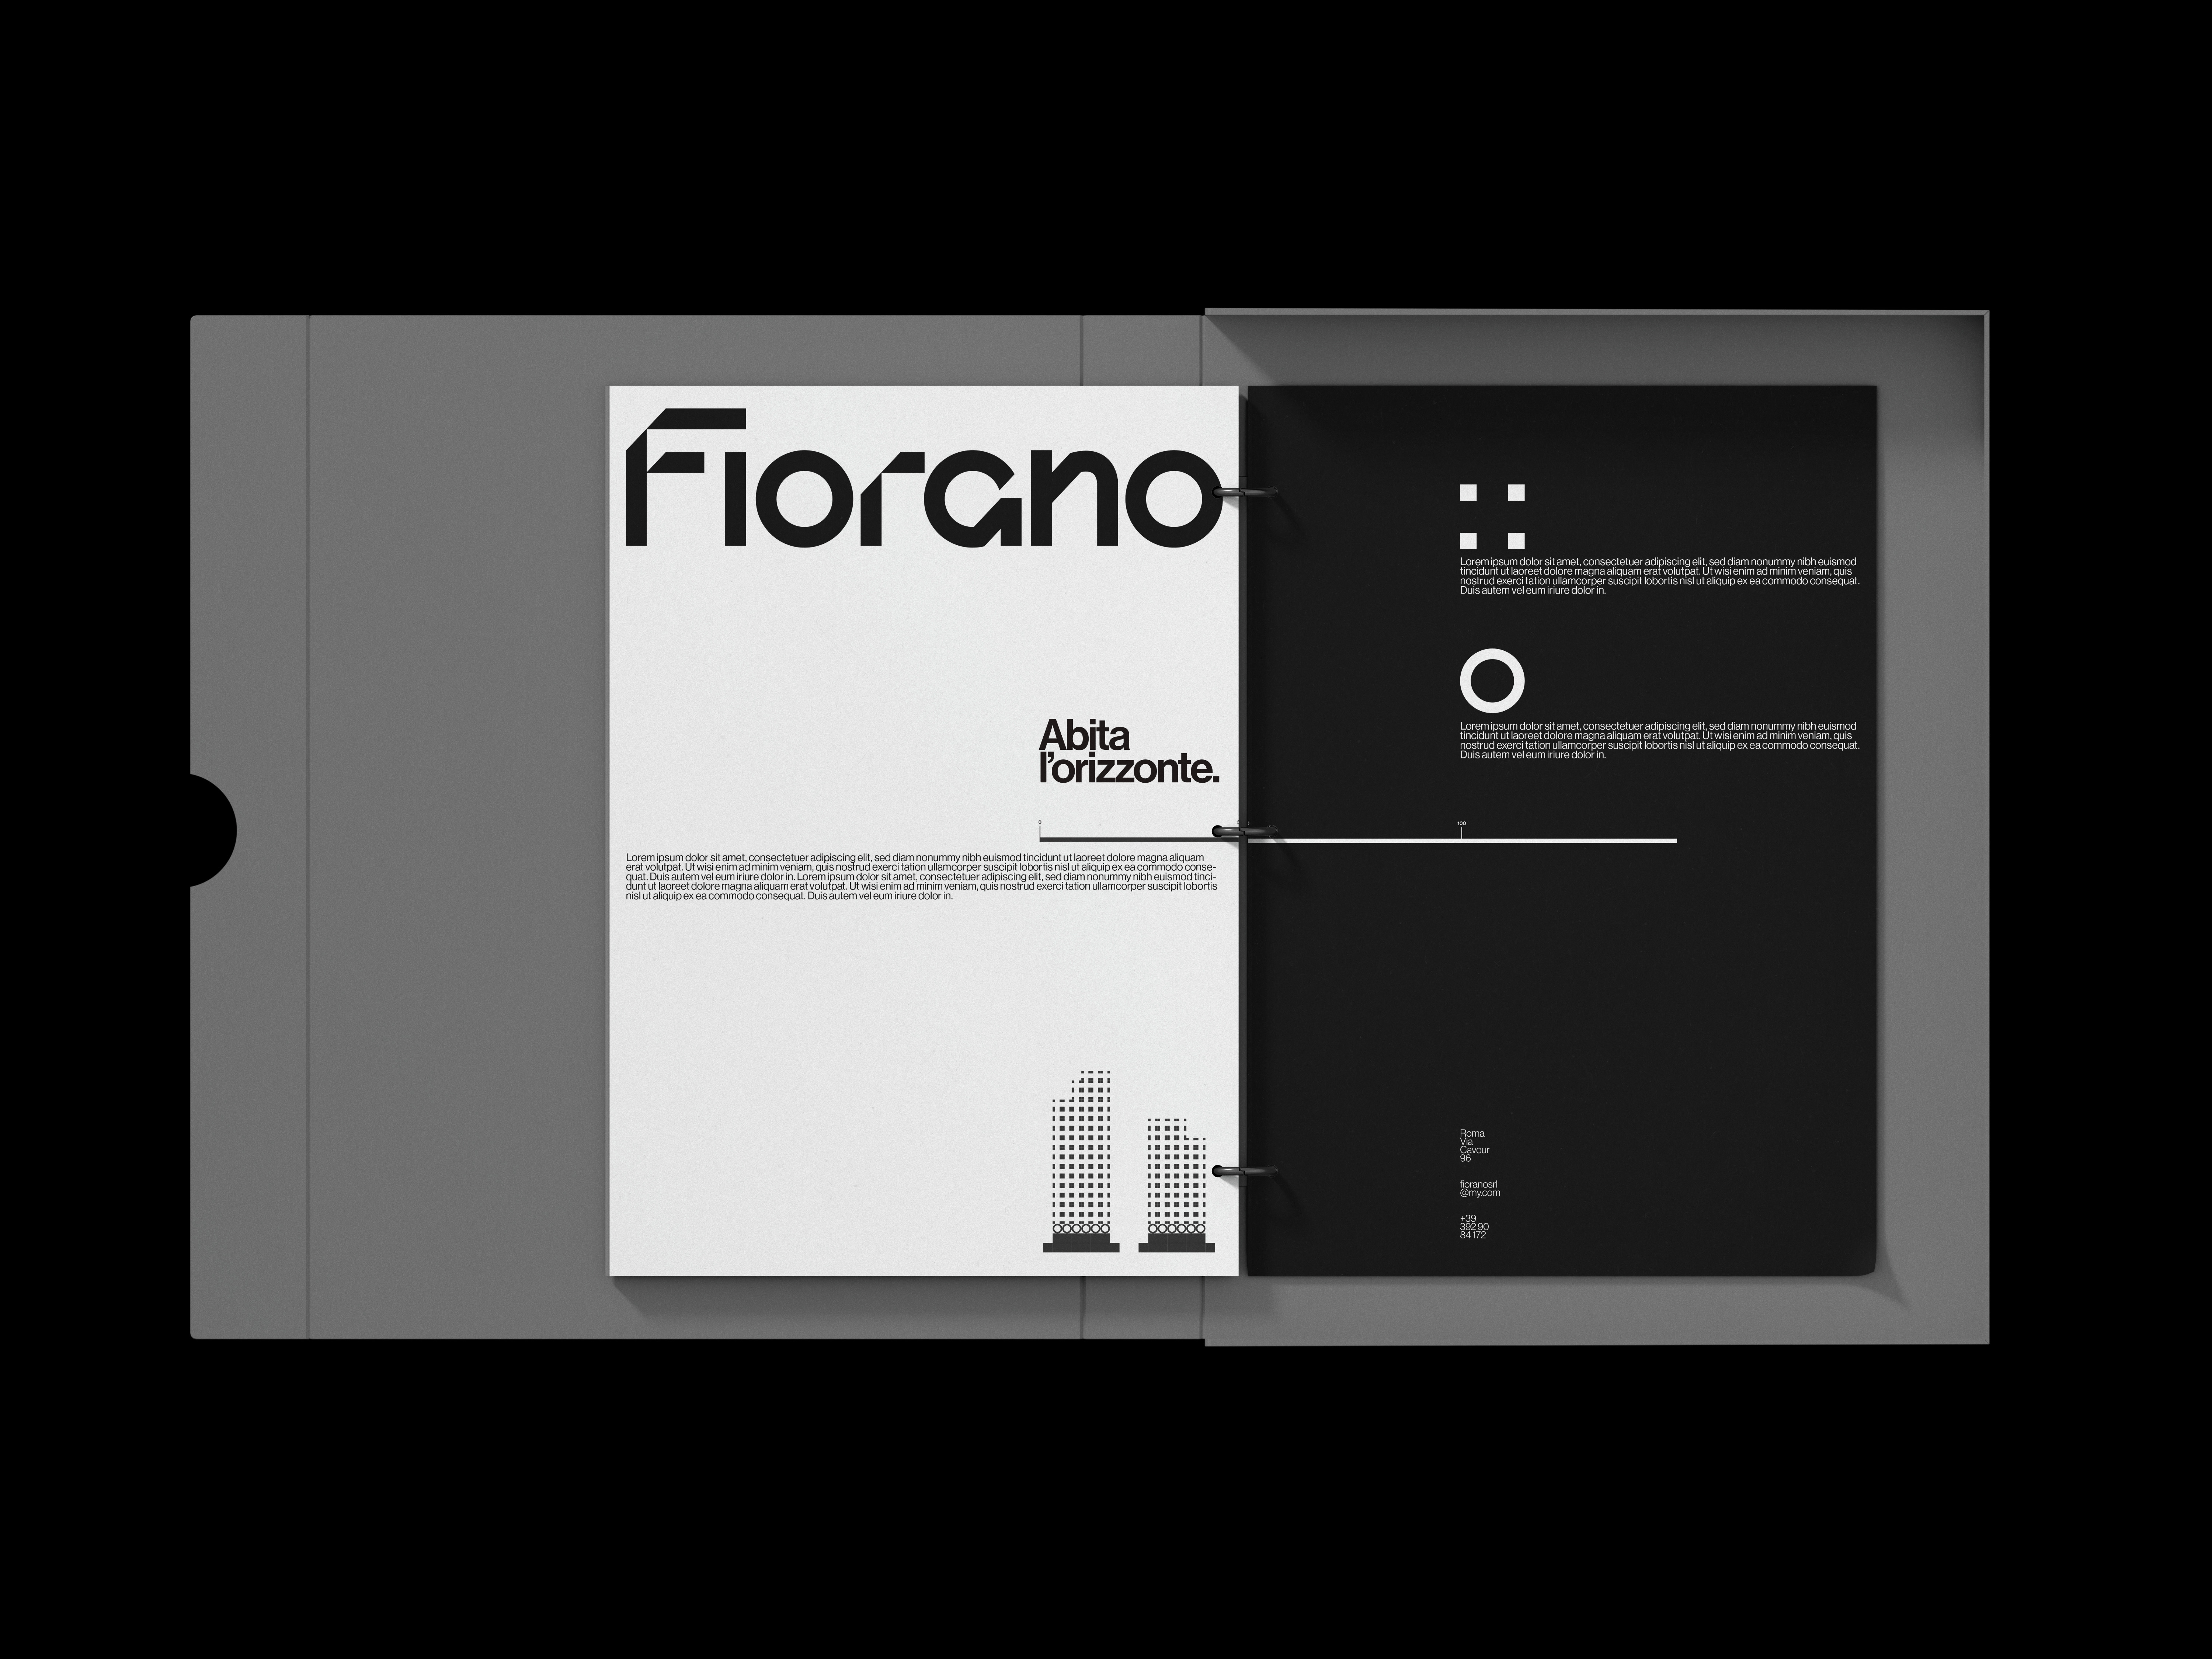 Fiorano
Abita
l'orizzonte.
0
Lorem ipsum dolor sit amet, consectetuer adipiscing elit, sed diam nonummy nibh euismod tincidunt ut laoreet dolore magna aliquam
erat volutpat. Ut wisi enim ad minim veniam, quis nostrud exerci tation ullamcorper suscipit lobortis nisl ut aliquip ex ea commodo conse-
quat. Duis autem vel eum iriure dolor in. Lorem ipsum dolor sit amet, consectetuer adipiscing elit, sed diam nonummy nibh euismod tinci-
dunt ut laoreet dolore magna aliquam erat volutpat. Ut wisi enim ad minim veniam, quis nostrud exerci tation ullamcorper suscipit lobortis
nisl ut aliquip ex ea commodo consequat. Duis autem vel eum iriure dolor in.
Lorem ipsum dolor sit amet, consectetuer adipiscing elit, sed diam nonummy nibh euismod
tincidunt ut laoreet dolore magna aliquam erat volutpat. Ut wisi enim ad minim veniam, quis
nostrud exerci tation ullamcorper suscipit lobortis nisl ut aliquip ex ea commodo consequat.
Duis autem vel eum iriure dolor in.
Lorem ipsum dolor sit amet, consectetuer adipiscing elit, sed diam nonummy nibh euismod
tincidunt ut laoreet dolore magna aliquam erat volutpat. Ut wisi enim ad minim veniam, quis
nostrud exerci tation ullamcorper suscipit lobortis nisl ut aliquip ex ea commodo consequat.
Duis autem vel eum iriure dolor in.
100
Roma
Via
Cavour
96
fioranosrl
@my.com
+39
392 90
84 172